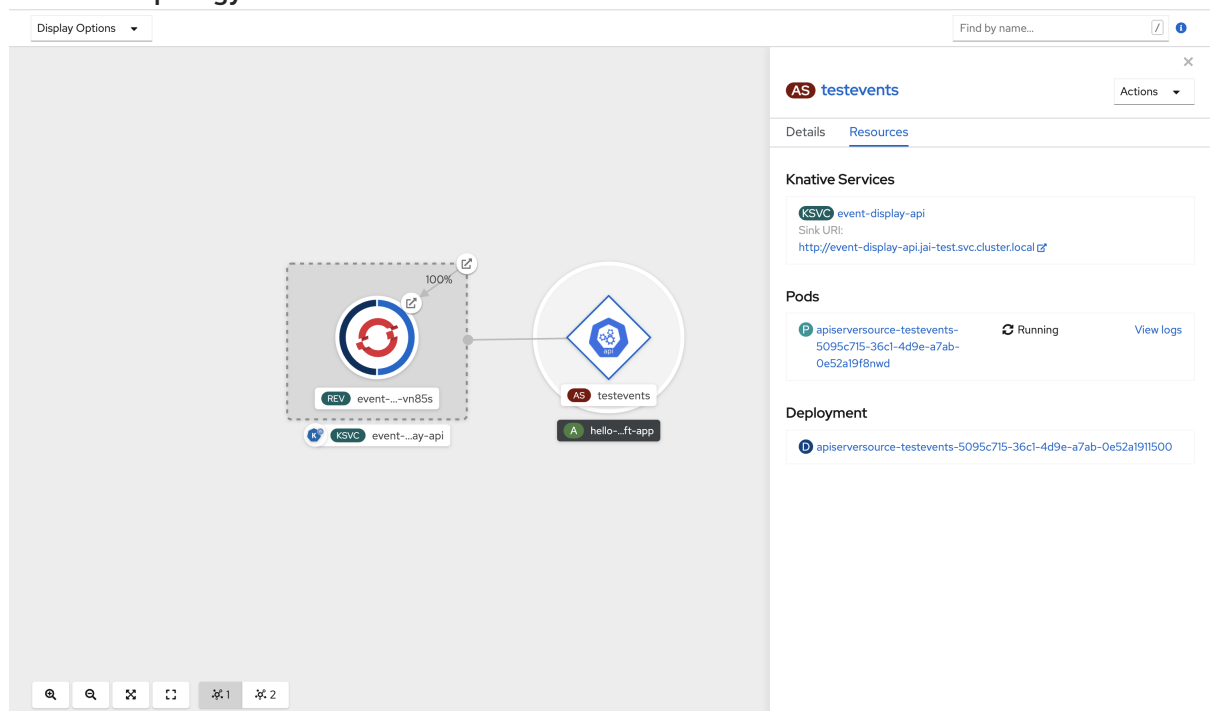 Display Options
Find by name...
/
AS testevents
Actions
Details Resources
Knative Services
KSVC event-display-api
Sink URI:
http://event-display-api.jai-test.svc.cluster.local
Pods
P apiserversource-testevents-
5095c715-36c1-4d9e-a7ab-
0e52a19f8nwd
Running
View logs
Deployment
D apiserversource-testevents-5095c715-36c1-4d9e-a7ab-0e52a1911500
100%
REV event-...-vn85s
KSVC event-...ay-api
api
AS testevents
A hello-...ft-app
1
2